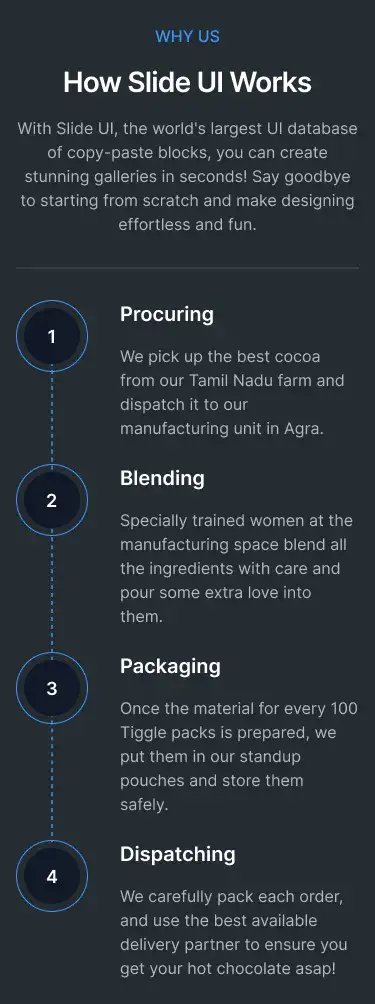 WHY US
How Slide UI Works
With Slide UI, the world's largest UI database
of copy-paste blocks, you can create
stunning galleries in seconds! Say goodbye
to starting from scratch and make designing
effortless and fun.
1
Procuring
We pick up the best cocoa
from our Tamil Nadu farm and
dispatch it to our
manufacturing unit in Agra.
2
Blending
Specially trained women at the
manufacturing space blend all
the ingredients with care and
pour some extra love into
them.
3
Packaging
Once the material for every 100
Tiggle packs is prepared, we
put them in our standup
pouches and store them
safely.
4
Dispatching
We carefully pack each order,
and use the best available
delivery partner to ensure you
get your hot chocolate asap!